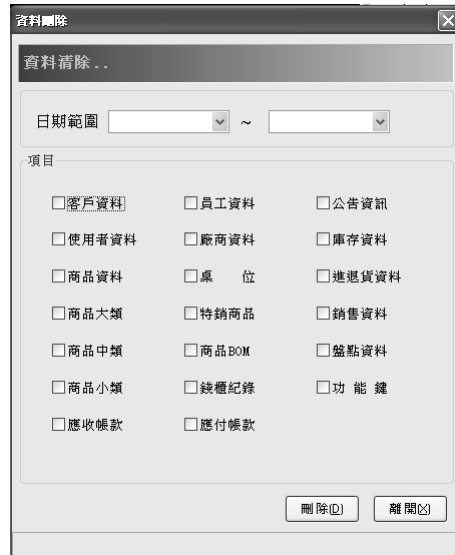 資料刪除
資料清除..
日期範圍 ~
項目
客戶資料 員工資料 公告資訊
使用者資料 廠商資料 庫存資料
商品資料 桌 位 進退貨資料
商品大類 特銷商品 銷售資料
商品中類 商品BOM 盤點資料
商品小類 錢櫃紀錄 功 能 鍵
應收帳款 應付帳款
刪除(D) 離開(X)